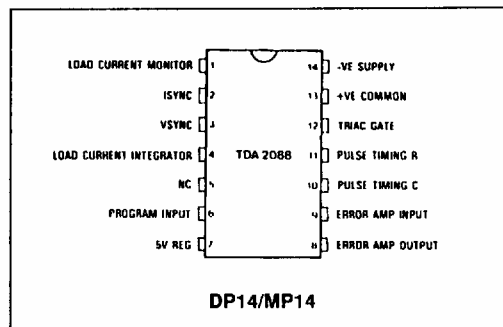 LOAD CURRENT MONITOR 1 14 -VE SUPPLY
ISYNC 2 13 +VE COMMON
VSYNC 3 12 TRIAC GATE
LOAD CURRENT INTEGRATOR 4 TDA 2088 11 PULSE TIMING R
NC 5 10 PULSE TIMING C
PROGRAM INPUT 6 9 ERROR AMP INPUT
5V REG 7 8 ERROR AMP OUTPUT
DP14/MP14